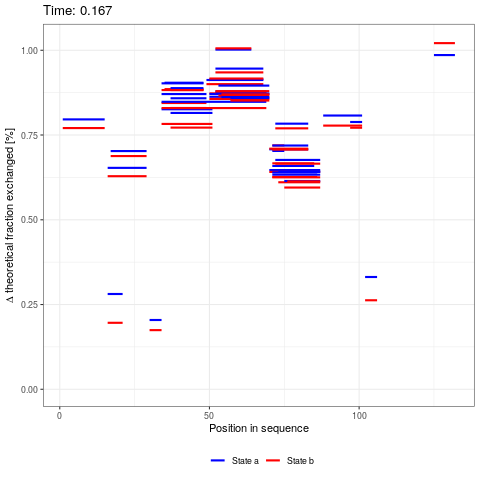 Time: 0.167
Δ theoretical fraction exchanged [%]
1.00
0.75
0.50
0.25
0.00
0
50
100
Position in sequence
State a
State b